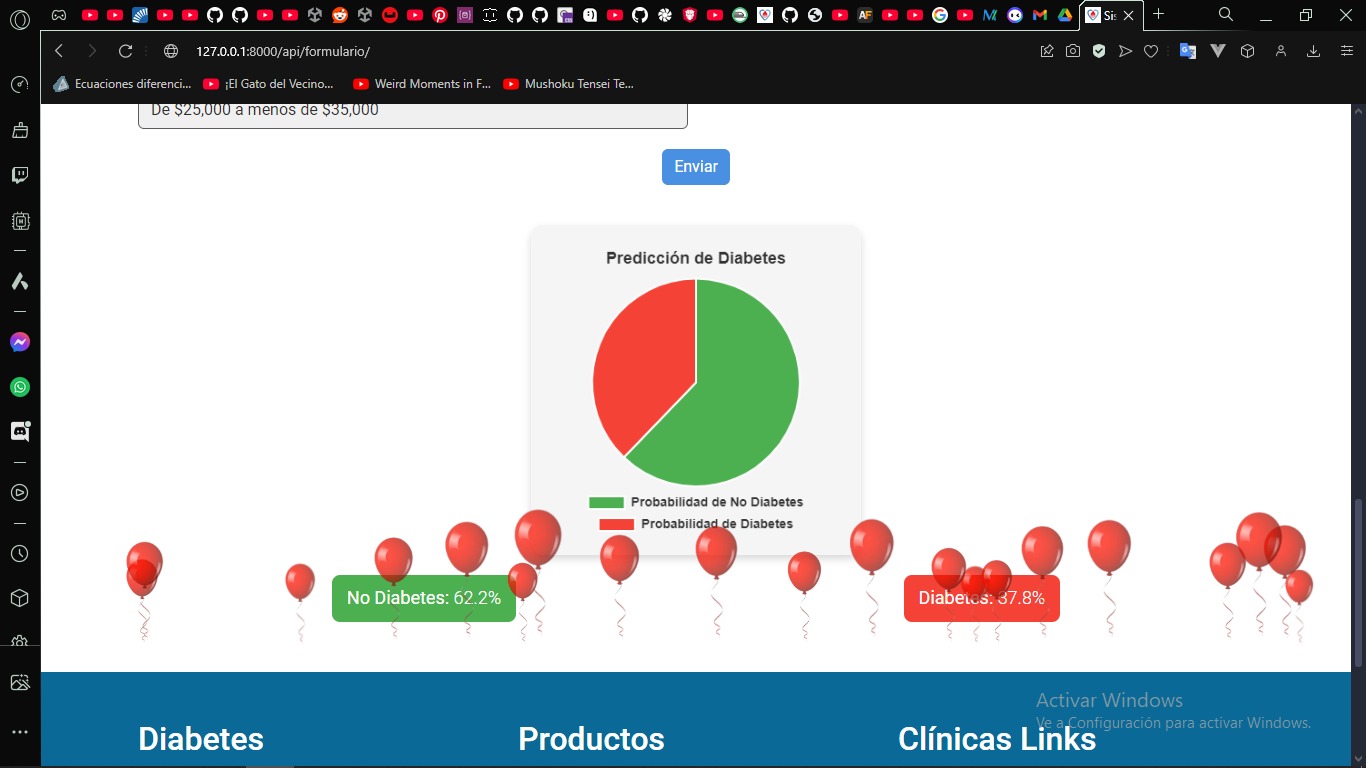 Sis
127.0.0.1:8000/api/formulario/
Ecuaciones diferenci...
¡El Gato del Vecino...
Weird Moments in F...
Mushoku Tensei Te...
De $25,000 a menos de $35,000
Enviar
Predicción de Diabetes
Probabilidad de No Diabetes
Probabilidad de Diabetes
No Diabetes: 62.2%
Diabetes: 37.8%
Activar Windows
Ve a Configuración para activar Windows.
Diabetes
Productos
Clínicas Links